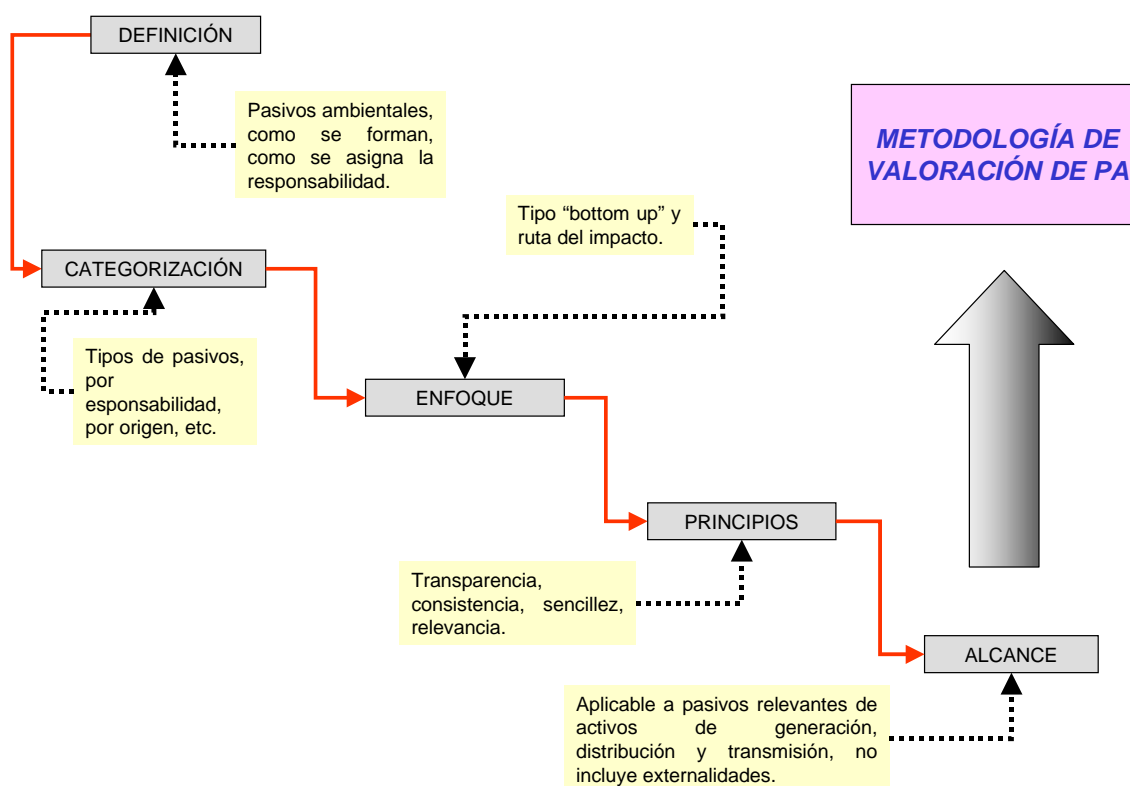 DEFINICIÓN
Pasivos ambientales,
como se forman,
como se asigna la
responsabilidad.
METODOLOGÍA DE
VALORACIÓN DE PA
Tipo “bottom up” y
ruta del impacto.
CATEGORIZACIÓN
Tipos de pasivos,
por
esponsabilidad,
por origen, etc.
ENFOQUE
PRINCIPIOS
Transparencia,
consistencia, sencillez,
relevancia.
ALCANCE
Aplicable a pasivos relevantes de
activos de generación,
distribución y transmisión, no
incluye externalidades.